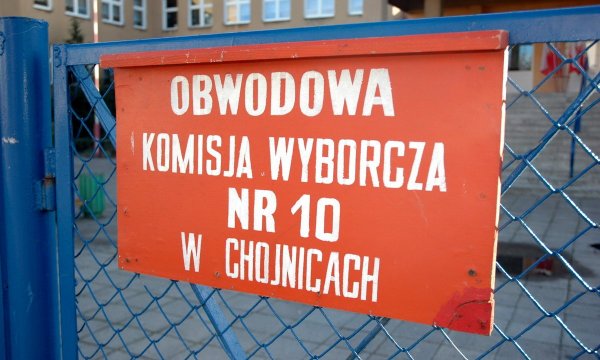 OBWODOWA
KOMISJA WYBORCZA
NR 10
W CHOJNICACH